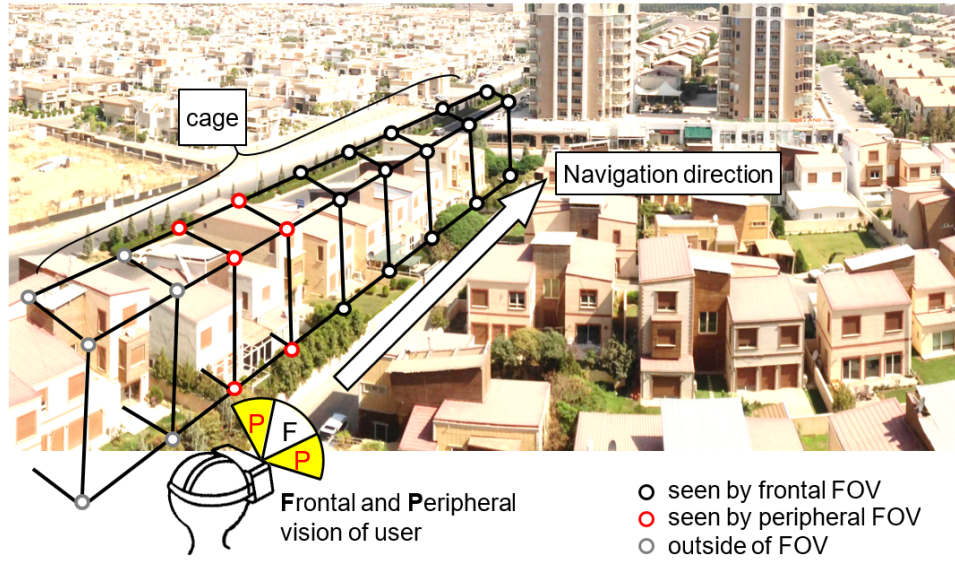 cage
Navigation direction
P
F
P
Frontal and Peripheral
vision of user
seen by frontal FOV
seen by peripheral FOV
outside of FOV